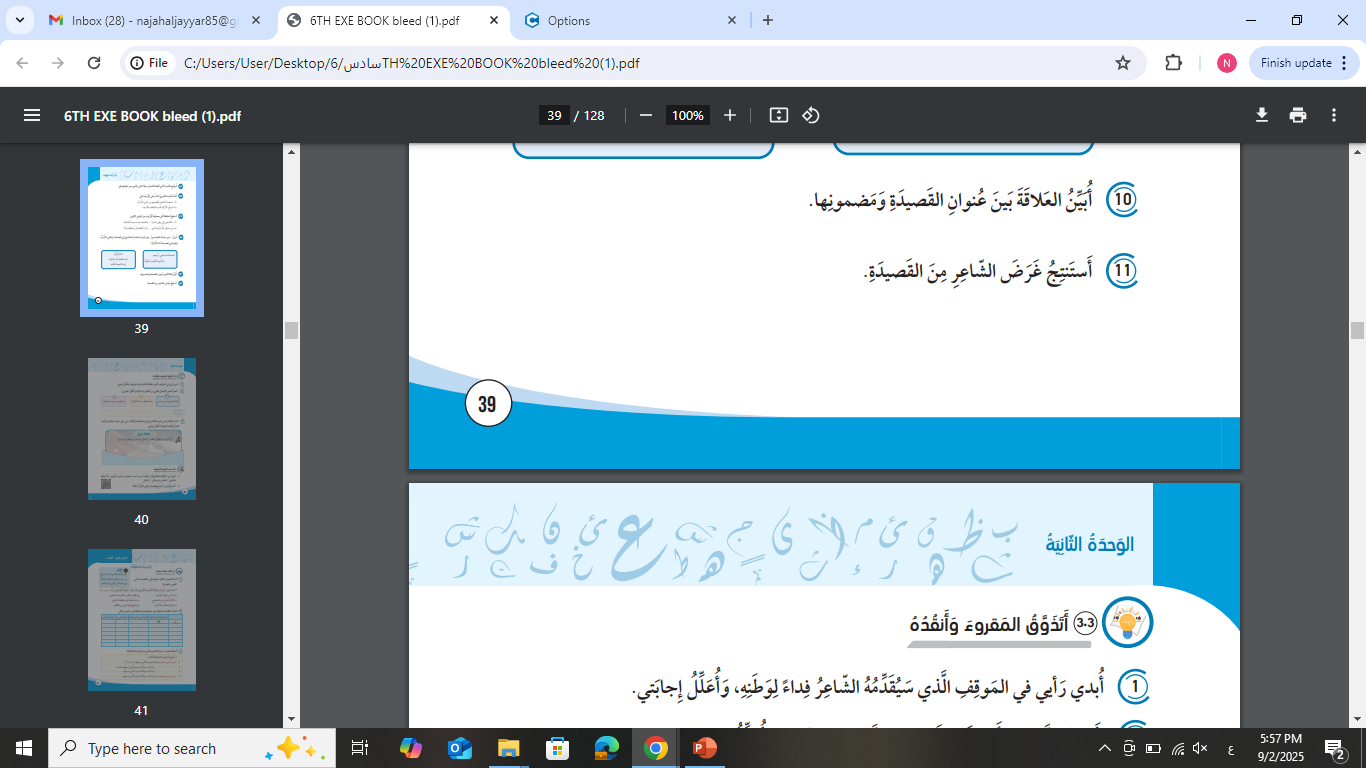 Inbox (28) - najahaljayyar85@g
6TH EXE BOOK bleed (1).pdf
Options
File
C:/Users/User/Desktop/6/سادسTH%20EXE%20BOOK%20bleed%20(1).pdf
N
Finish update
6TH EXE BOOK bleed (1).pdf
39 / 128
100%
39
40
41
10 أُبَيِّنُ العَلاقَةَ بَينَ عُنوانِ القَصيدَةِ وَمَضمونِها.
11 أَستَنتِجُ غَرَضَ الشّاعِرِ مِنَ القَصيدَةِ.
39
الوَحدَةُ الثّانِيَةُ
3.3 أَتَذَوَّقُ المَقروءَ وَأَنقُدُهُ
1 أُبدي رَأيي في المَوقِفِ الَّذي سَيُقَدِّمُهُ الشّاعِرُ فِداءً لِوَطَنِهِ، وَأُعَلِّلُ إِجابَتي.
Type here to search
ع
5:57 PM
9/2/2025
2